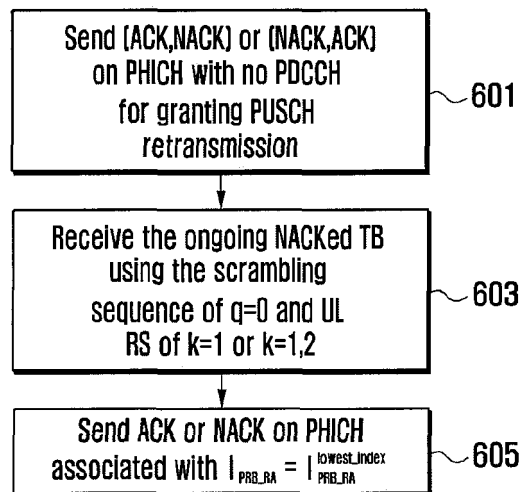 Send (ACK,NACK) or (NACK,ACK)
on PHICH with no PDCCH
for granting PUSCH
retransmission
601
Receive the ongoing NACKed TB
using the scrambling
sequence of q=0 and UL
RS of k=1 or k=1,2
603
Send ACK or NACK on PHICH
associated with I_PRB_RA = I_PRB_RA^lowest_index
605